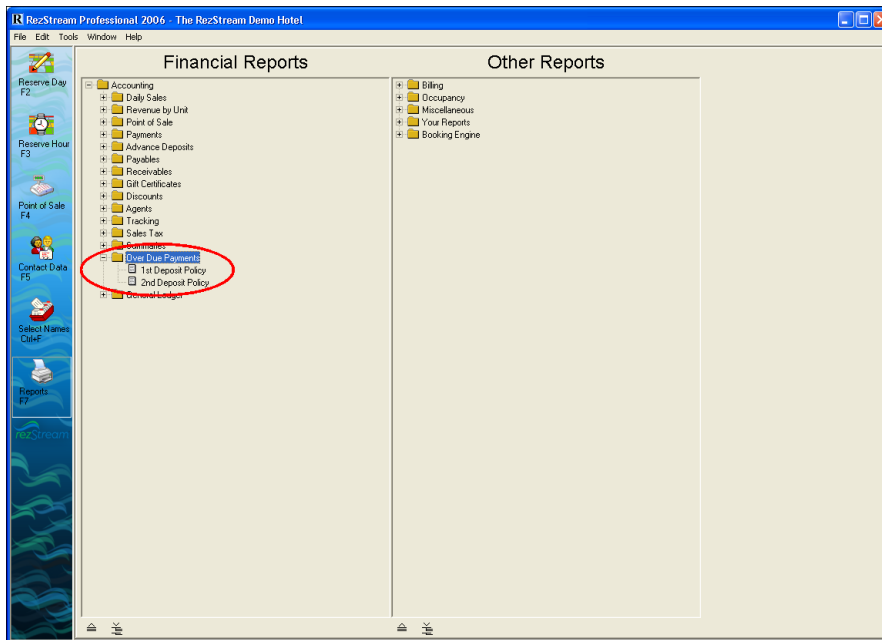 RezStream Professional 2006 - The RezStream Demo Hotel
File Edit Tools Window Help
Reserve Day
F2
Reserve Hour
F3
Point of Sale
F4
Contact Data
F5
Select Names
Ctrl+F
Reports
F7
rezStream
Financial Reports
Accounting
Daily Sales
Revenue by Unit
Point of Sale
Payments
Advance Deposits
Payables
Receivables
Gift Certificates
Discounts
Agents
Tracking
Sales Tax
Summaries
Over Due Payments
1st Deposit Policy
2nd Deposit Policy
General Ledger
Other Reports
Billing
Occupancy
Miscellaneous
Your Reports
Booking Engine